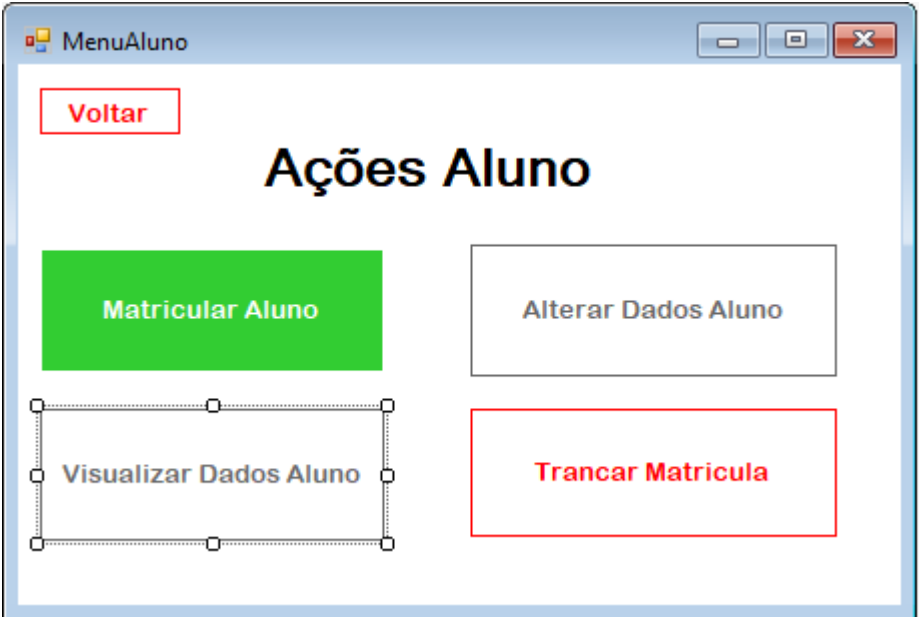 MenuAluno
Voltar
Ações Aluno
Matricular Aluno
Alterar Dados Aluno
Visualizar Dados Aluno
Trancar Matricula